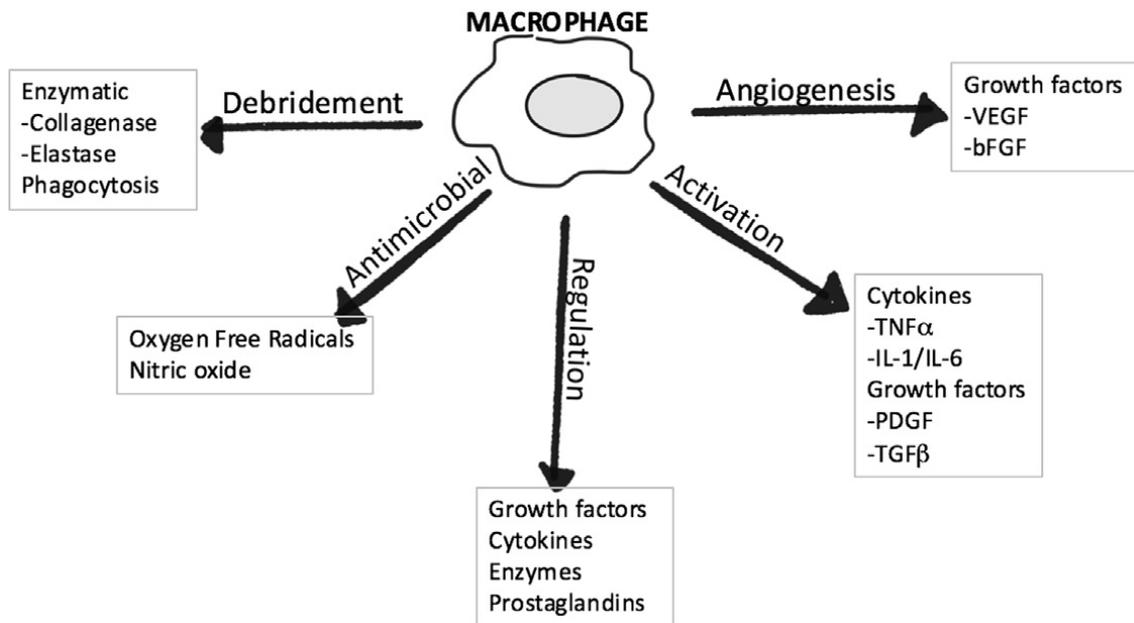 MACROPHAGE
Debridement
Enzymatic
-Collagenase
-Elastase
Phagocytosis
Antimicrobial
Oxygen Free Radicals
Nitric oxide
Regulation
Growth factors
Cytokines
Enzymes
Prostaglandins
Activation
Cytokines
-TNFα
-IL-1/IL-6
Growth factors
-PDGF
-TGFβ
Angiogenesis
Growth factors
-VEGF
-bFGF